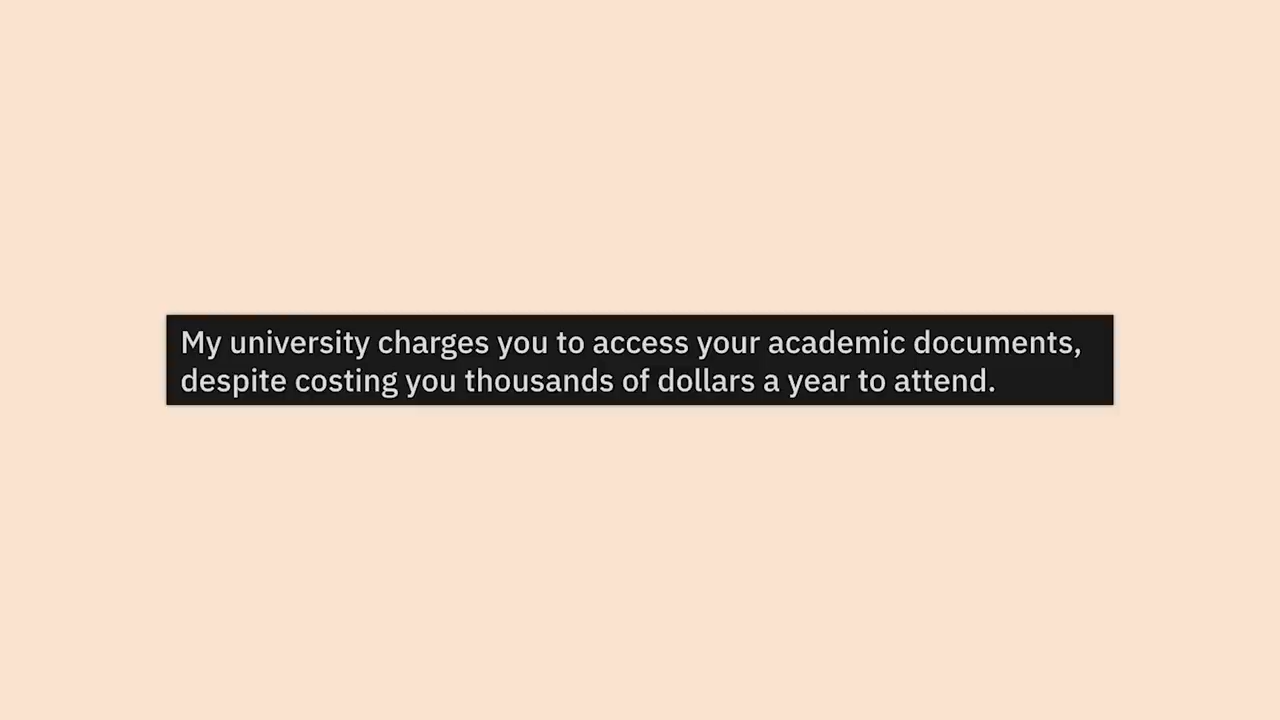 My university charges you to access your academic documents,
despite costing you thousands of dollars a year to attend.